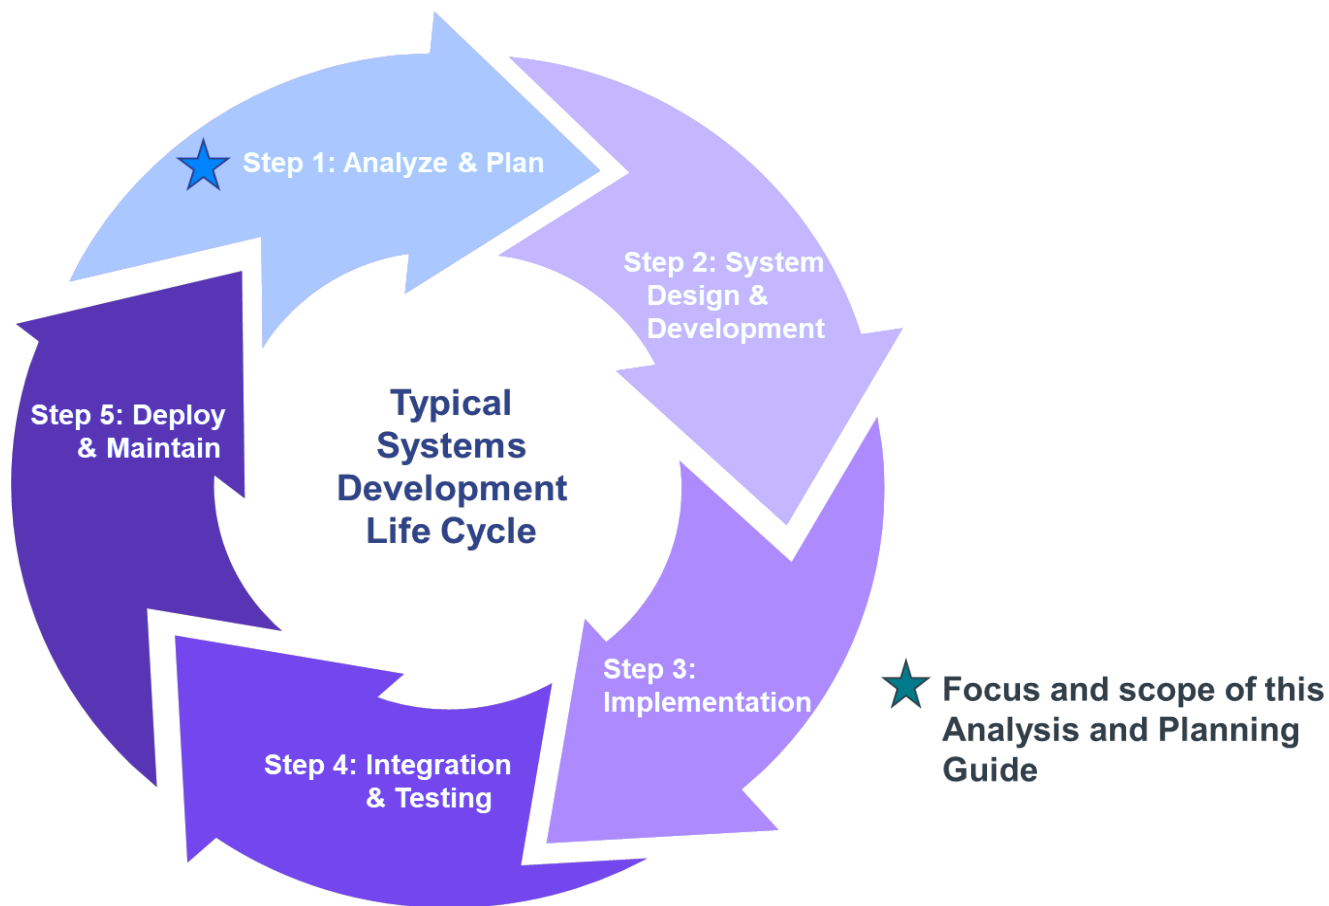 Step 1: Analyze & Plan
Step 2: System
Design &
Development
Step 3:
Implementation
Step 4: Integration
& Testing
Step 5: Deploy
& Maintain
Typical
Systems
Development
Life Cycle
Focus and scope of this
Analysis and Planning
Guide